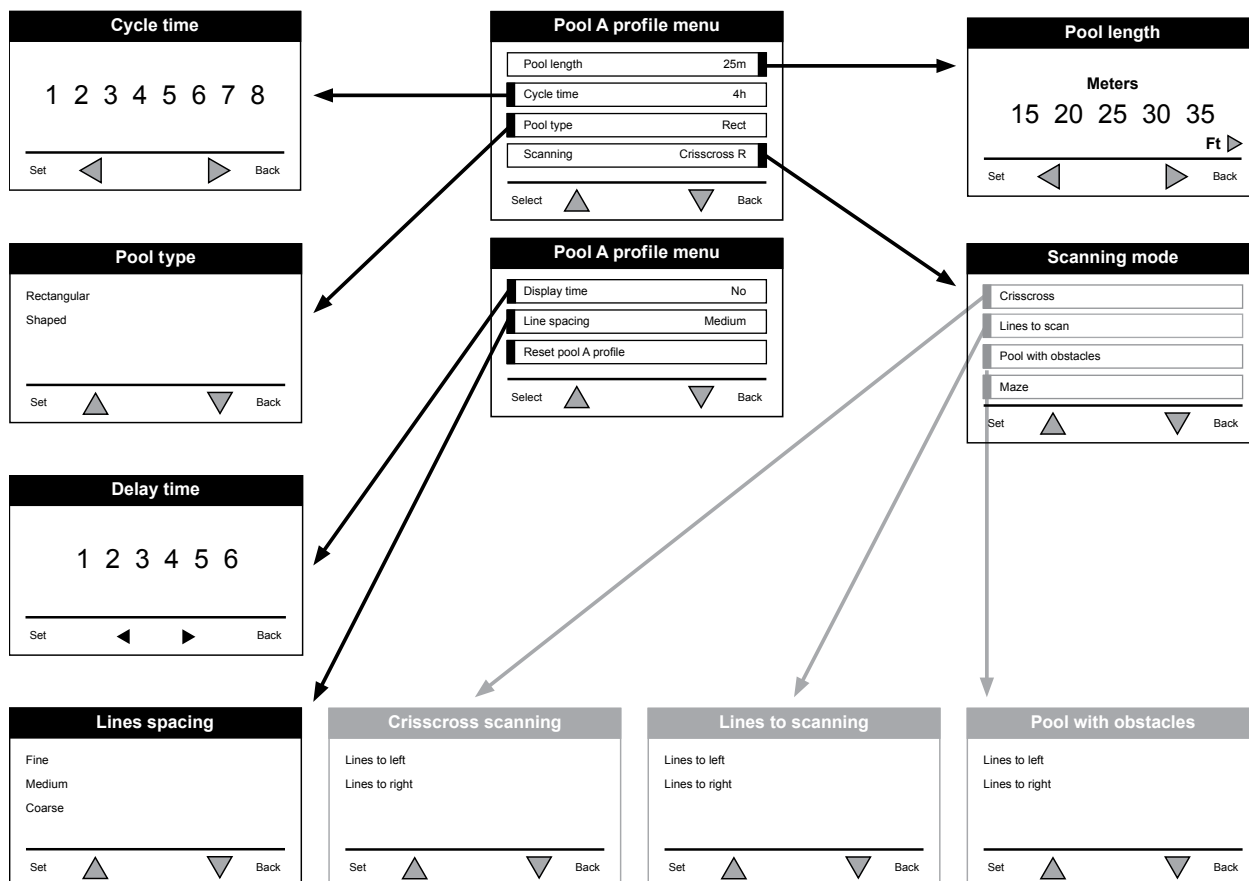 Cycle time
1 2 3 4 5 6 7 8
Set Back
Pool A profile menu
Pool length 25m
Cycle time 4h
Pool type Rect
Scanning Crisscross R
Select Back
Pool length
Meters
15 20 25 30 35
Ft
Set Back
Pool type
Rectangular
Shaped
Set Back
Pool A profile menu
Display time No
Line spacing Medium
Reset pool A profile
Select Back
Scanning mode
Crisscross
Lines to scan
Pool with obstacles
Maze
Set Back
Delay time
1 2 3 4 5 6
Set Back
Lines spacing
Fine
Medium
Coarse
Set Back
Crisscross scanning
Lines to left
Lines to right
Set Back
Lines to scanning
Lines to left
Lines to right
Set Back
Pool with obstacles
Lines to left
Lines to right
Set Back